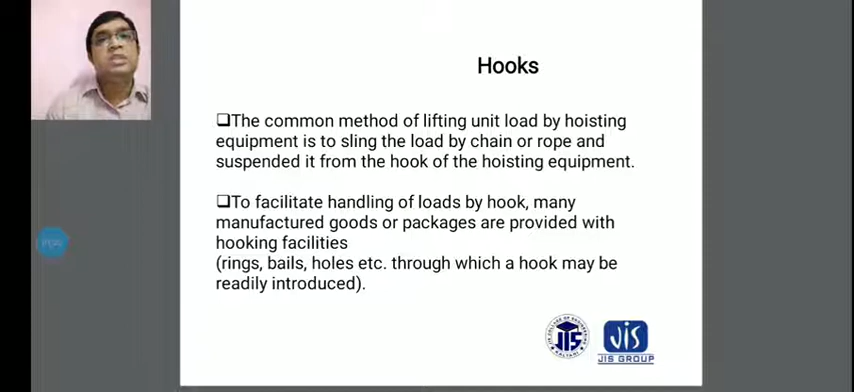 Hooks
❑The common method of lifting unit load by hoisting
equipment is to sling the load by chain or rope and
suspended it from the hook of the hoisting equipment.
❑To facilitate handling of loads by hook, many
manufactured goods or packages are provided with
hooking facilities
(rings, bails, holes etc. through which a hook may be
readily introduced).
JIS
JIS
JIS GROUP